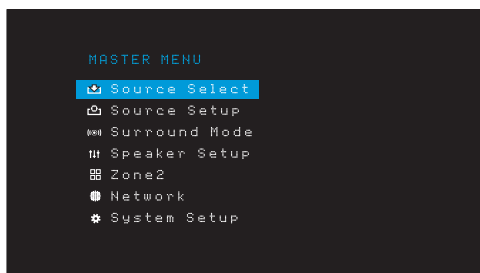 MASTER MENU
Source Select
Source Setup
Surround Mode
Speaker Setup
Zone2
Network
System Setup